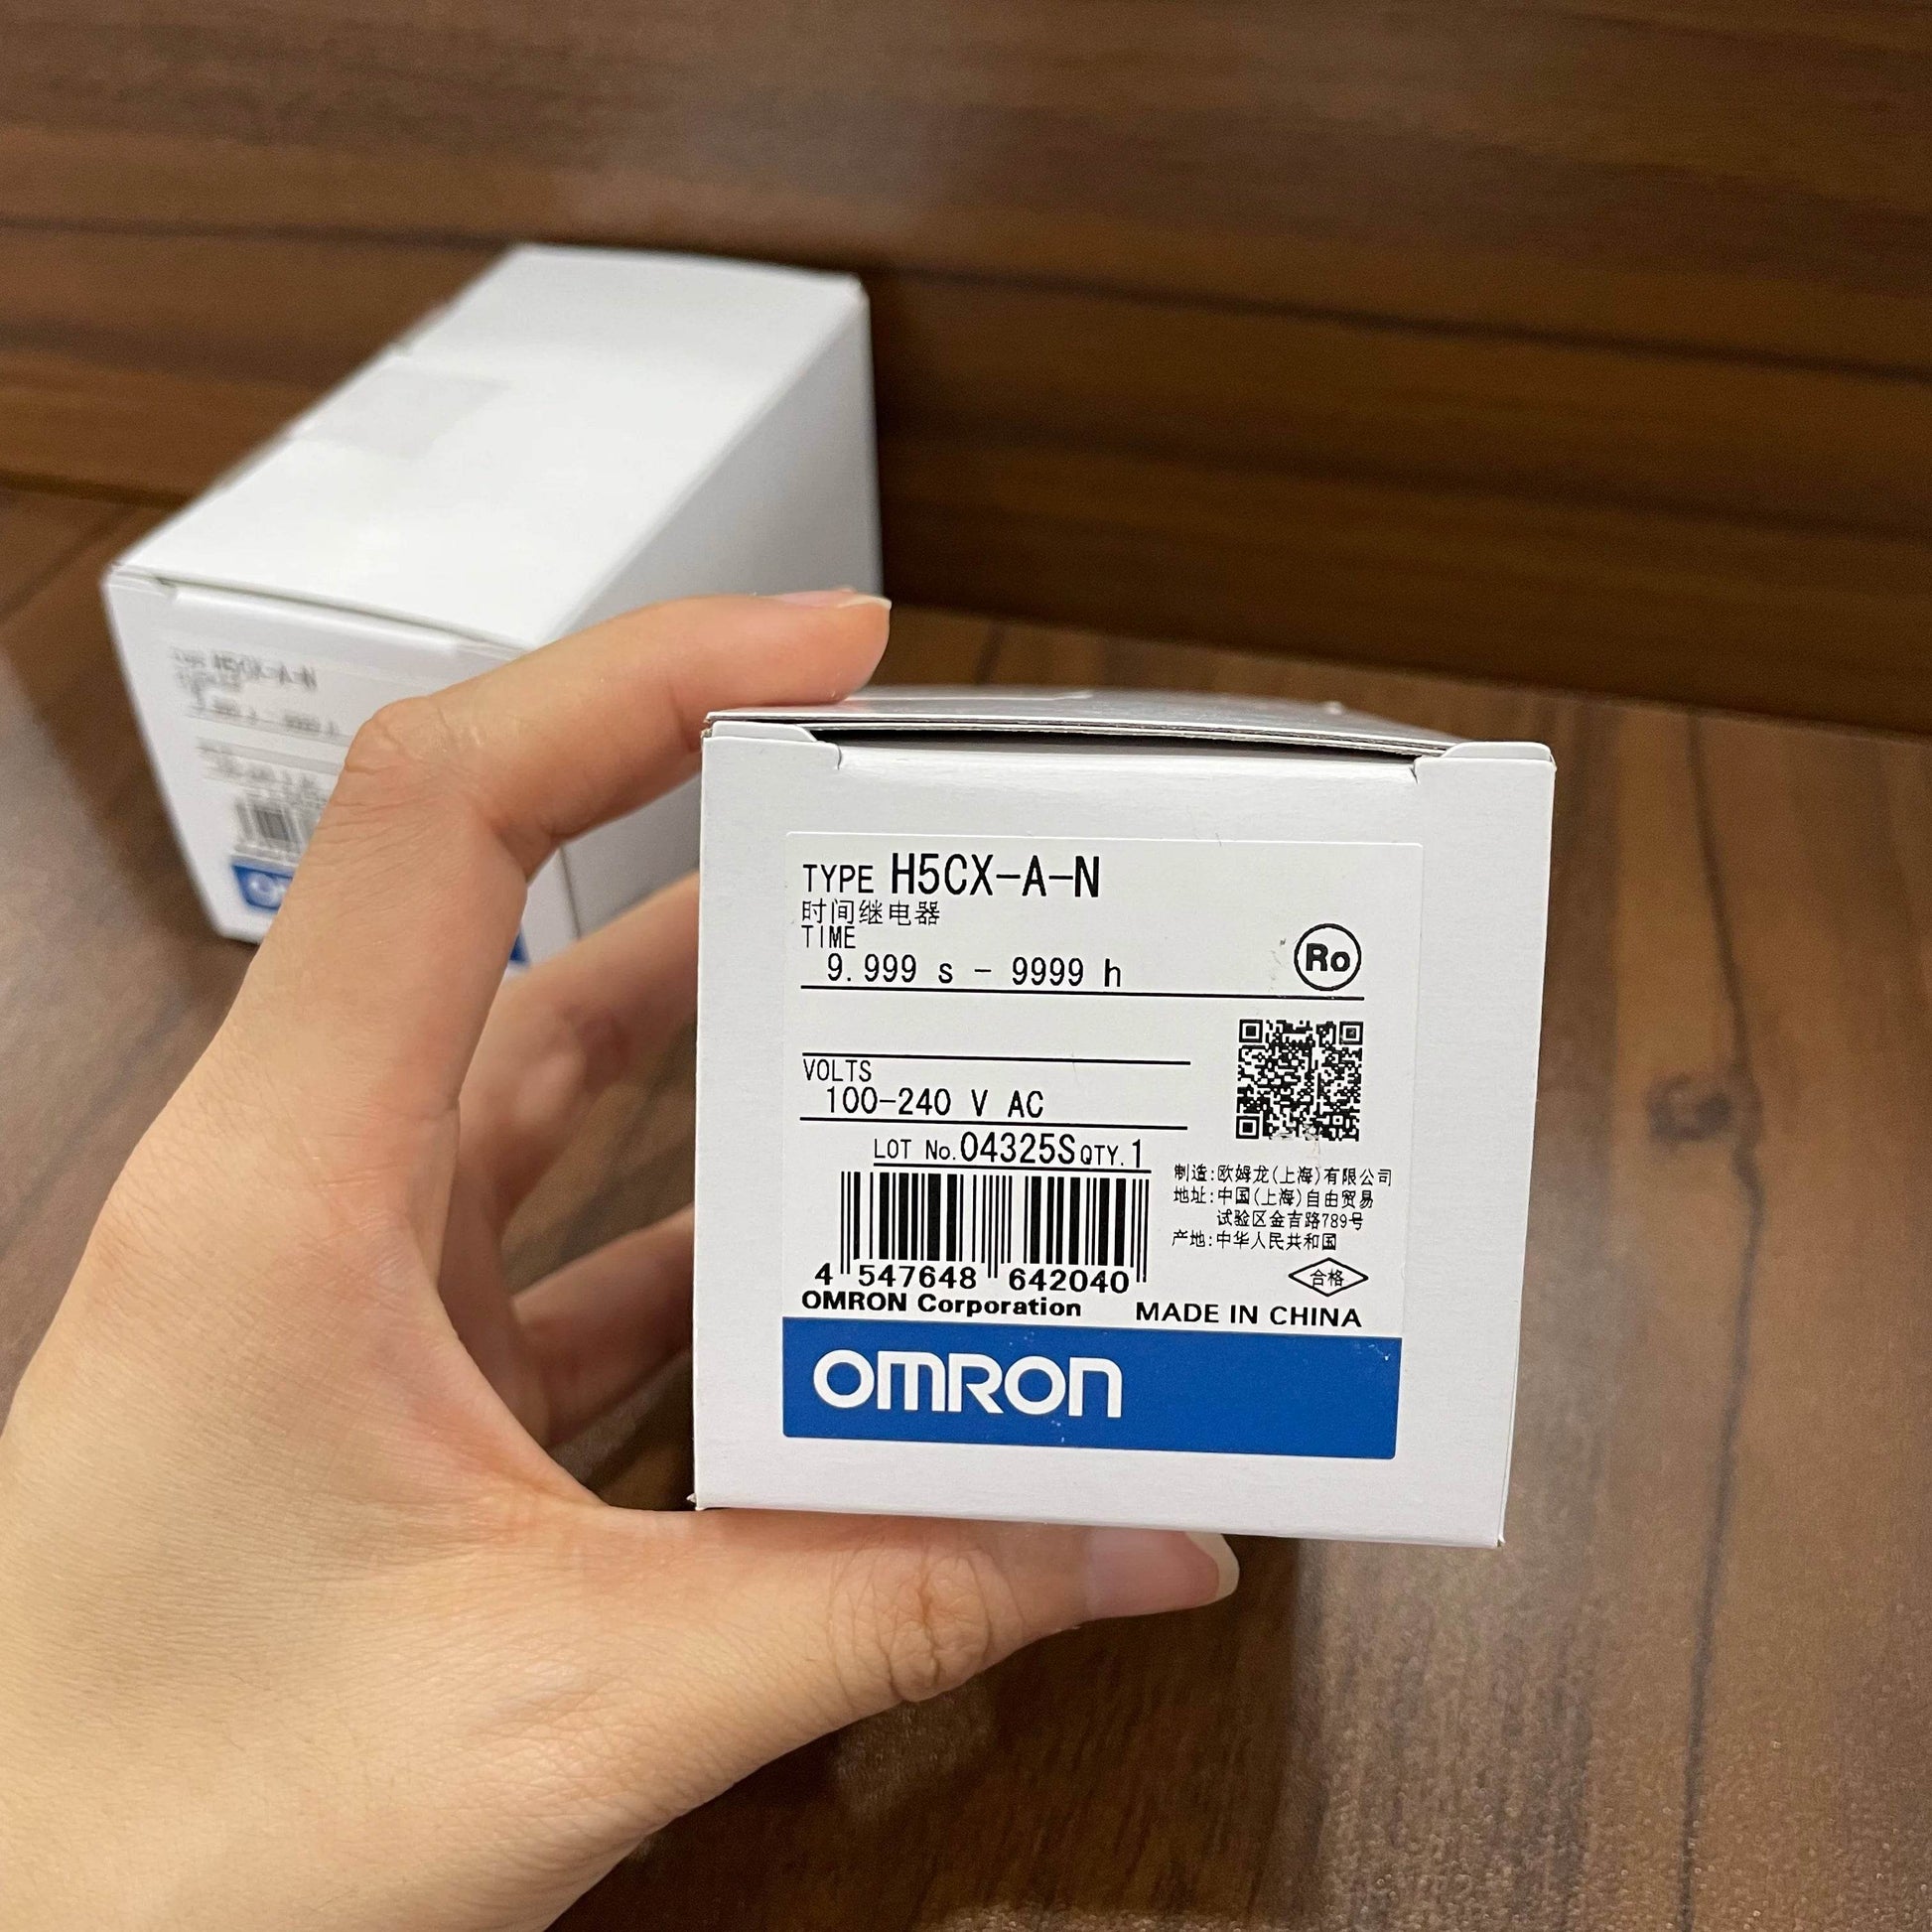 TYPE H5CX-A-N
时间继电器
TIME
9.999 s - 9999 h
Ro
VOLTS
100-240 V AC
LOT No.04325S QTY.1
制造:欧姆龙(上海)有限公司
地址:中国(上海)自由贸易
试验区金吉路789号
产地:中华人民共和国
合格
4 547648 642040
OMRON Corporation MADE IN CHINA
OMRON
H5CX-A-N